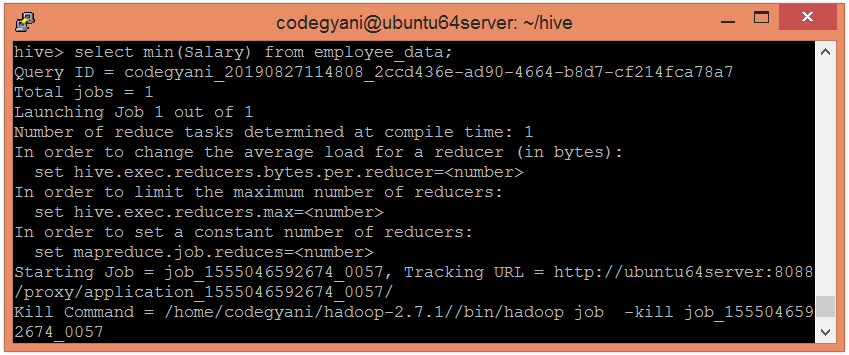 codegyani@ubuntu64server: ~/hive
hive> select min(Salary) from employee_data;
Query ID = codegyani_20190827114808_2ccd436e-ad90-4664-b8d7-cf214fca78a7
Total jobs = 1
Launching Job 1 out of 1
Number of reduce tasks determined at compile time: 1
In order to change the average load for a reducer (in bytes):
  set hive.exec.reducers.bytes.per.reducer=<number>
In order to limit the maximum number of reducers:
  set hive.exec.reducers.max=<number>
In order to set a constant number of reducers:
  set mapreduce.job.reduces=<number>
Starting Job = job_1555046592674_0057, Tracking URL = http://ubuntu64server:8088
/proxy/application_1555046592674_0057/
Kill Command = /home/codegyani/hadoop-2.7.1//bin/hadoop job  -kill job_155504659
2674_0057